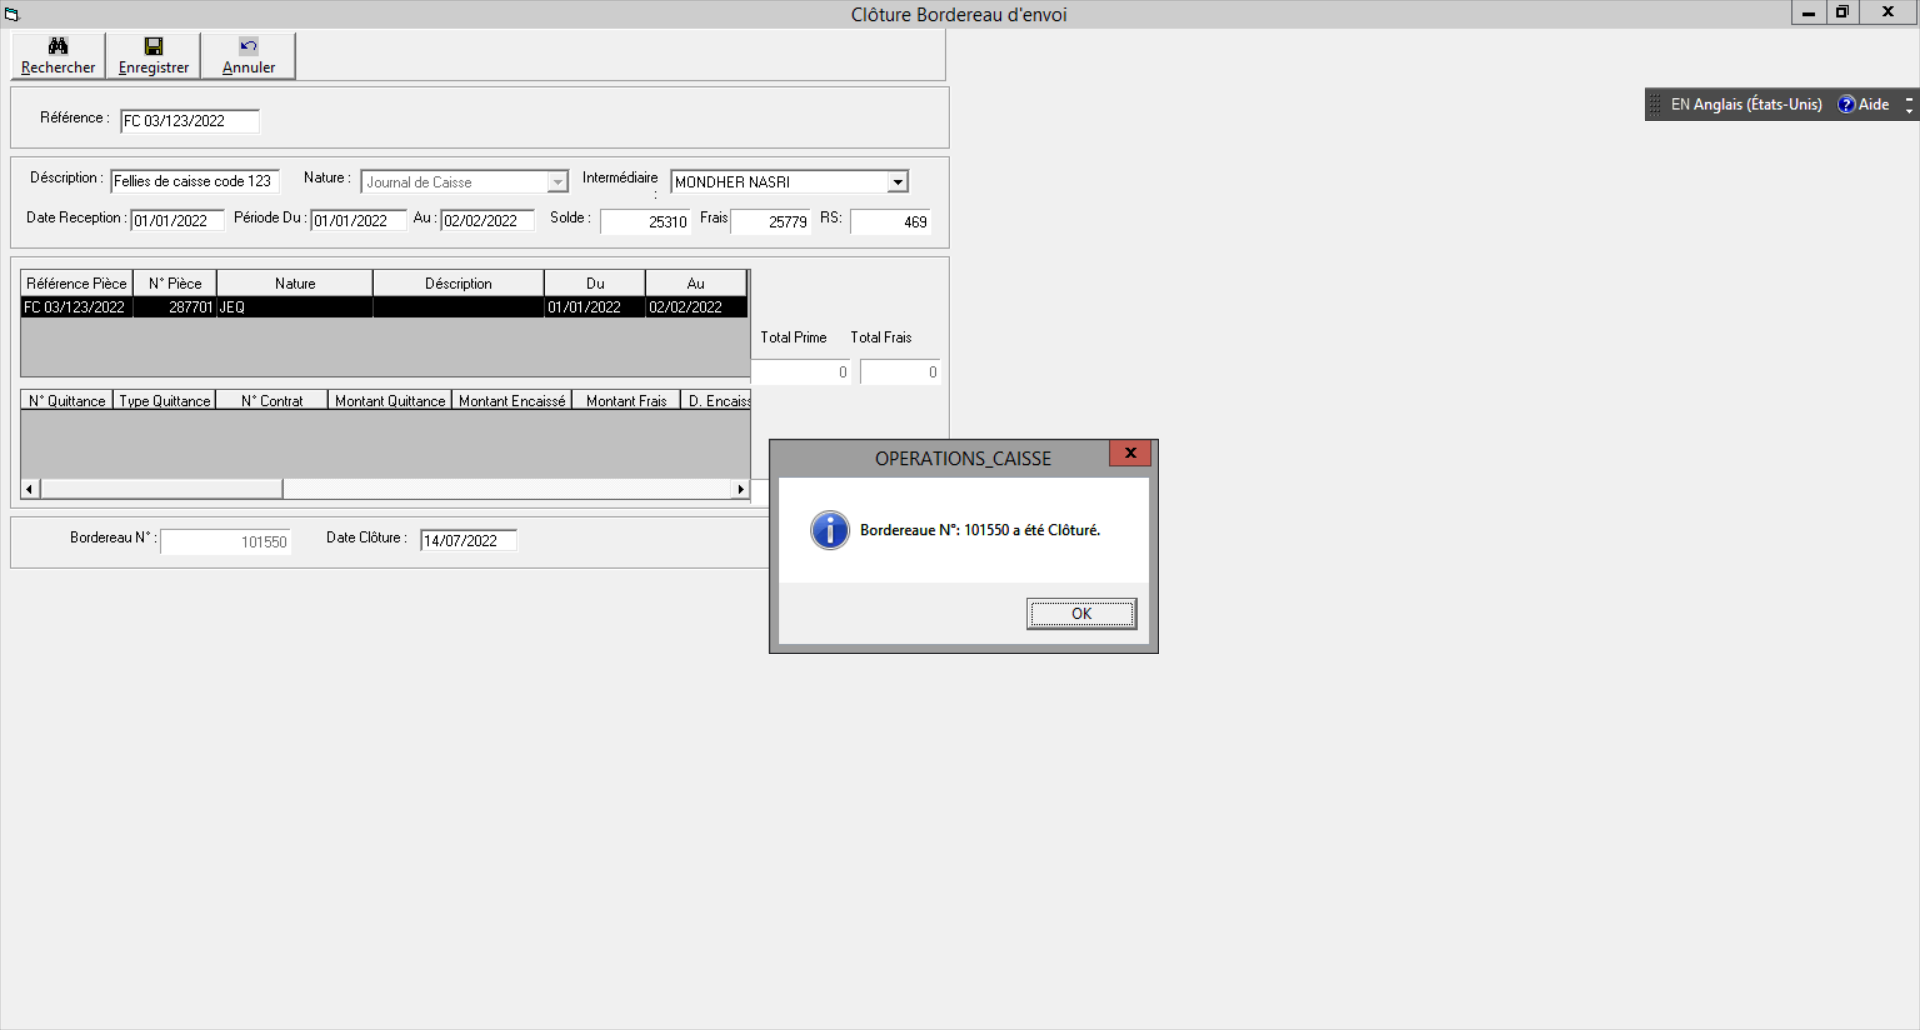 Clôture Bordereau d'envoi
Rechercher Enregistrer Annuler
EN Anglais (États-Unis) ? Aide
Référence : FC 03/123/2022
Déscription : Fellies de caisse code 123 Nature : Journal de Caisse Intermédiaire : MONDHER NASRI
Date Reception : 01/01/2022 Période Du : 01/01/2022 Au : 02/02/2022 Solde : 25310 Frais 25779 RS: 469
Référence Pièce N° Pièce Nature Déscription Du Au
FC 03/123/2022 287701 JEQ 01/01/2022 02/02/2022
Total Prime Total Frais
0 0
N° Quittance Type Quittance N° Contrat Montant Quittance Montant Encaissé Montant Frais D. Encaiss
Bordereau N° : 101550 Date Clôture : 14/07/2022
OPERATIONS_CAISSE
Bordereaue N°: 101550 a été Clôturé.
OK